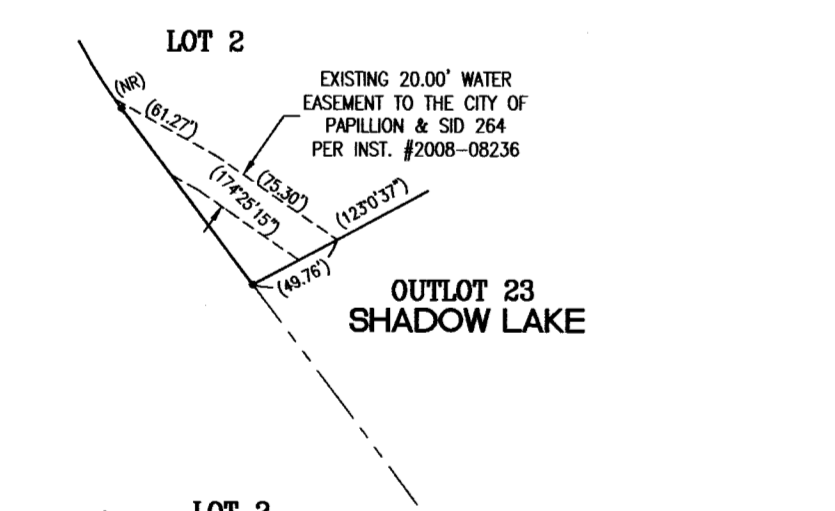 LOT 2
(NR)
(61.27')
EXISTING 20.00' WATER
EASEMENT TO THE CITY OF
PAPILLION & SID 264
PER INST. #2008-08236
(75.30')
(174°25'15")
(123°0'37")
(49.76')
OUTLOT 23
SHADOW LAKE